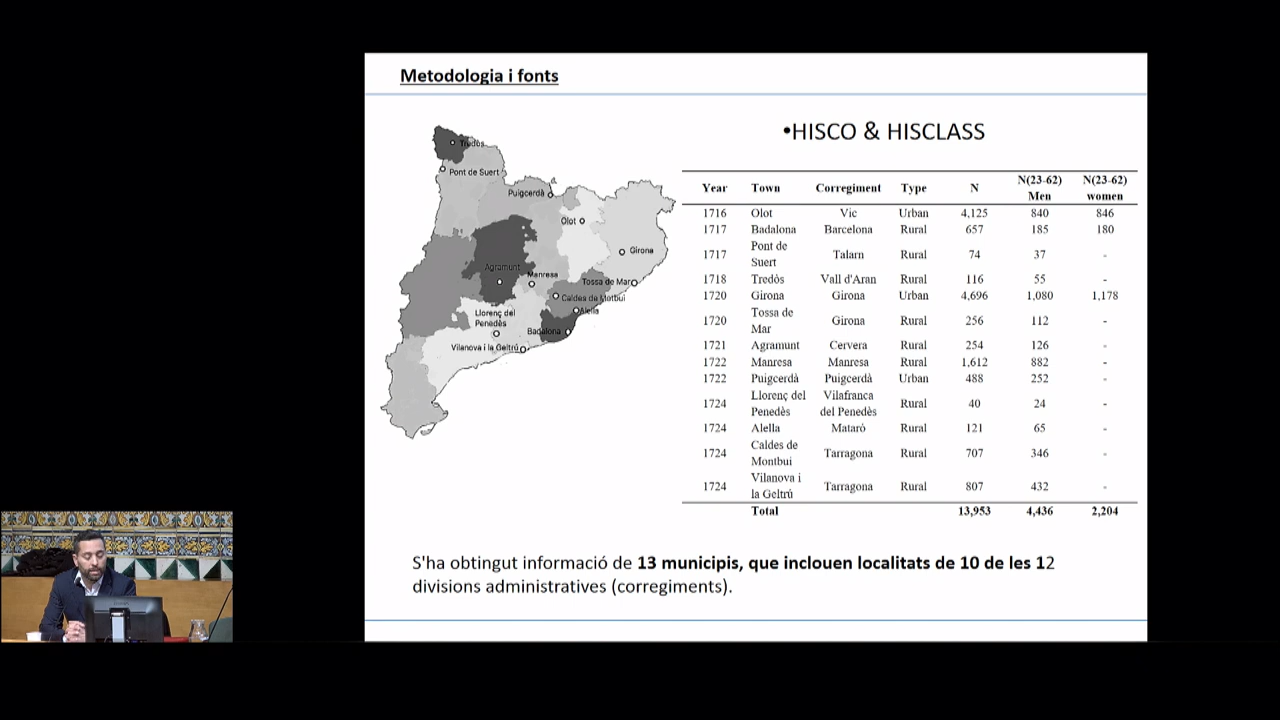 Metodologia i fonts
•HISCO & HISCLASS
Tredòs
Pont de Suert
Puigcerdà
Olot
Girona
Agramunt
Manresa
Tossa de Mar
Caldes de Motbui
Alella
Llorenç del
Penedès
Badalona
Vilanova i la Geltrú
Year Town Corregiment Type N N(23-62) Men N(23-62) women
1716 Olot Vic Urban 4,125 840 846
1717 Badalona Barcelona Rural 657 185 180
1717 Pont de Suert Talarn Rural 74 37 -
1718 Tredòs Vall d'Aran Rural 116 55 -
1720 Girona Girona Urban 4,696 1,080 1,178
1720 Tossa de Mar Girona Rural 256 112 -
1721 Agramunt Cervera Rural 254 126 -
1722 Manresa Manresa Rural 1,612 882 -
1722 Puigcerdà Puigcerdà Urban 488 252 -
1724 Llorenç del Penedès Vilafranca del Penedès Rural 40 24 -
1724 Alella Mataró Rural 121 65 -
1724 Caldes de Montbui Tarragona Rural 707 346 -
1724 Vilanova i la Geltrú Tarragona Rural 807 432 -
Total 13,953 4,436 2,204
S'ha obtingut informació de 13 municipis, que inclouen localitats de 10 de les 12
divisions administratives (corregiments).